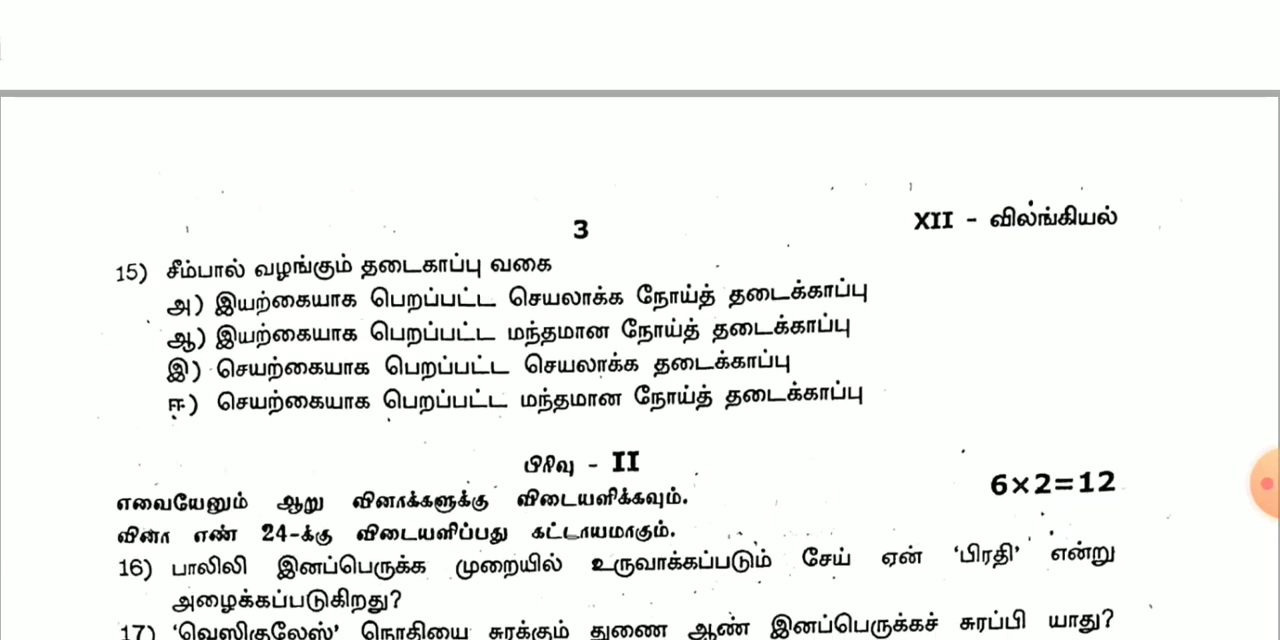 3
XII - விலங்கியல்
15) சீம்பால் வழங்கும் தடைகாப்பு வகை
அ) இயற்கையாக பெறப்பட்ட செயலாக்க நோய்த் தடைக்காப்பு
ஆ) இயற்கையாக பெறப்பட்ட மந்தமான நோய்த் தடைக்காப்பு
இ) செயற்கையாக பெறப்பட்ட செயலாக்க தடைக்காப்பு
ஈ) செயற்கையாக பெறப்பட்ட மந்தமான நோய்த் தடைக்காப்பு
பிரிவு - II
எவையேனும் ஆறு வினாக்களுக்கு விடையளிக்கவும்.
6×2=12
வினா எண் 24-க்கு விடையளிப்பது கட்டாயமாகும்.
16) பாலிலி இனப்பெருக்க முறையில் உருவாக்கப்படும் சேய் ஏன் ‘பிரதி’ என்று
அழைக்கப்படுகிறது?
17) ‘வெஸிகுலேஸ்’ நொதியை சுரக்கும் துணை ஆண் இனப்பெருக்கச் சுரப்பி யாது?